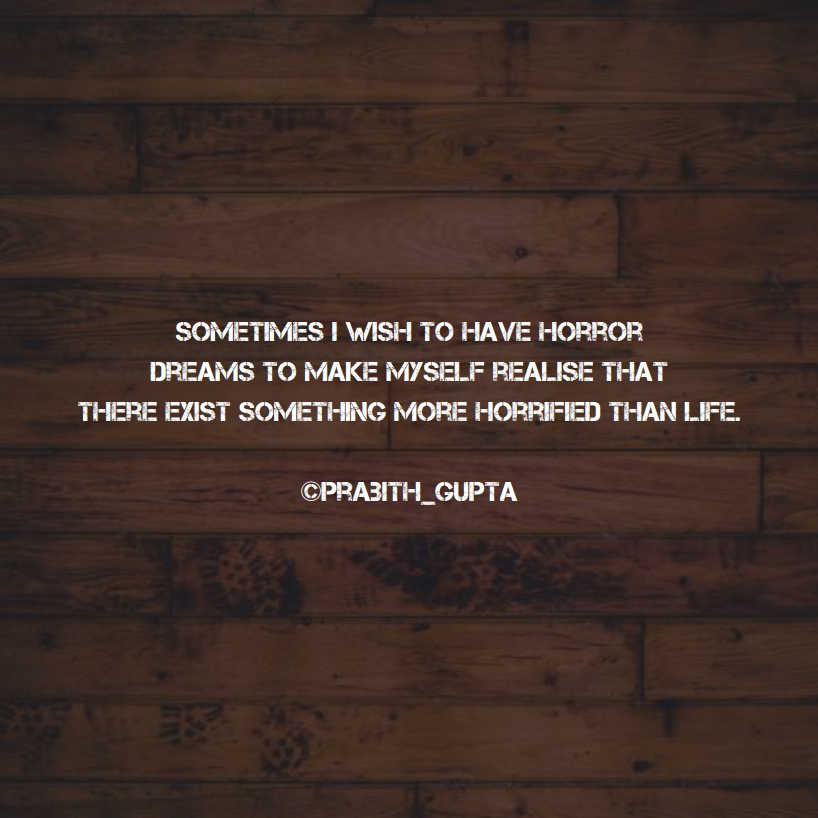 SOMETIMES I WISH TO HAVE HORROR
DREAMS TO MAKE MYSELF REALISE THAT
THERE EXIST SOMETHING MORE HORRIFIED THAN LIFE.
©PRABITH_GUPTA